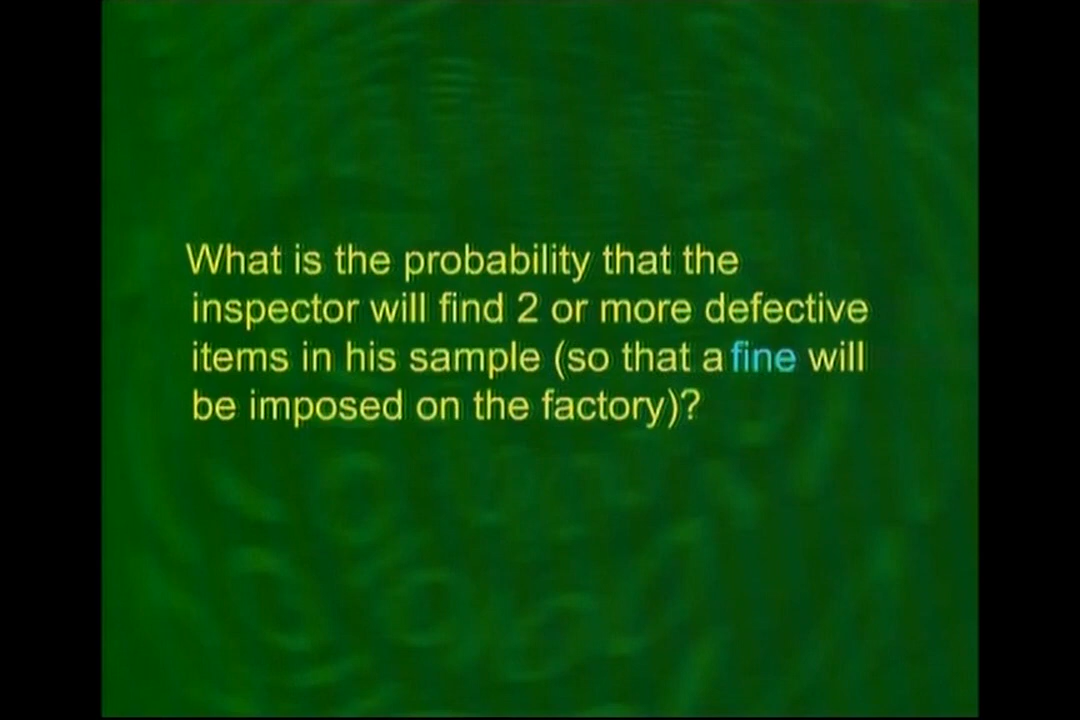 What is the probability that the
inspector will find 2 or more defective
items in his sample (so that a fine will
be imposed on the factory)?